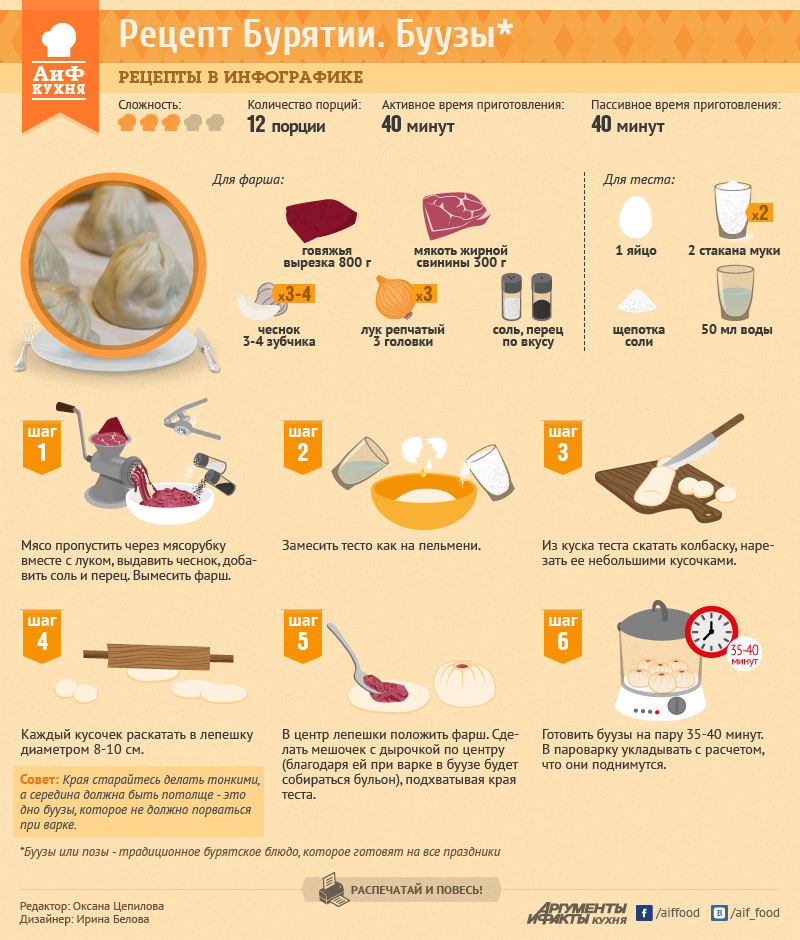 Рецепт Бурятии. Буузы*
АиФ
КУХНЯ
РЕЦЕПТЫ В ИНФОГРАФИКЕ
Сложность:
Количество порций:
12 порции
Активное время приготовления:
40 минут
Пассивное время приготовления:
40 минут
Для фарша:
говяжья
вырезка 800 г
мякоть жирной
свинины 300 г
x3-4
чеснок
3-4 зубчика
x3
лук репчатый
3 головки
соль, перец
по вкусу
Для теста:
1 яйцо
x2
2 стакана муки
щепотка
соли
50 мл воды
шаг
1
Мясо пропустить через мясорубку
вместе с луком, выдавить чеснок, доба-
вить соль и перец. Вымесить фарш.
шаг
2
Замесить тесто как на пельмени.
шаг
3
Из куска теста скатать колбаску, наре-
зать ее небольшими кусочками.
шаг
4
Каждый кусочек раскатать в лепешку
диаметром 8-10 см.
Совет: Края старайтесь делать тонкими,
а середина должна быть потолще - это
дно буузы, которое не должно порваться
при варке.
шаг
5
В центр лепешки положить фарш. Сде-
лать мешочек с дырочкой по центру
(благодаря ей при варке в буузе будет
собираться бульон), подхватывая края
теста.
шаг
6
35-40
минут
Готовить буузы на пару 35-40 минут.
В пароварку укладывать с расчетом,
что они поднимутся.
*Буузы или позы - традиционное бурятское блюдо, которое готовят на все праздники
РАСПЕЧАТАЙ И ПОВЕСЬ!
Редактор: Оксана Цепилова
Дизайнер: Ирина Белова
АРГУМЕНТЫ
И ФАКТЫ КУХНЯ
f /aiffood
B /aif_food